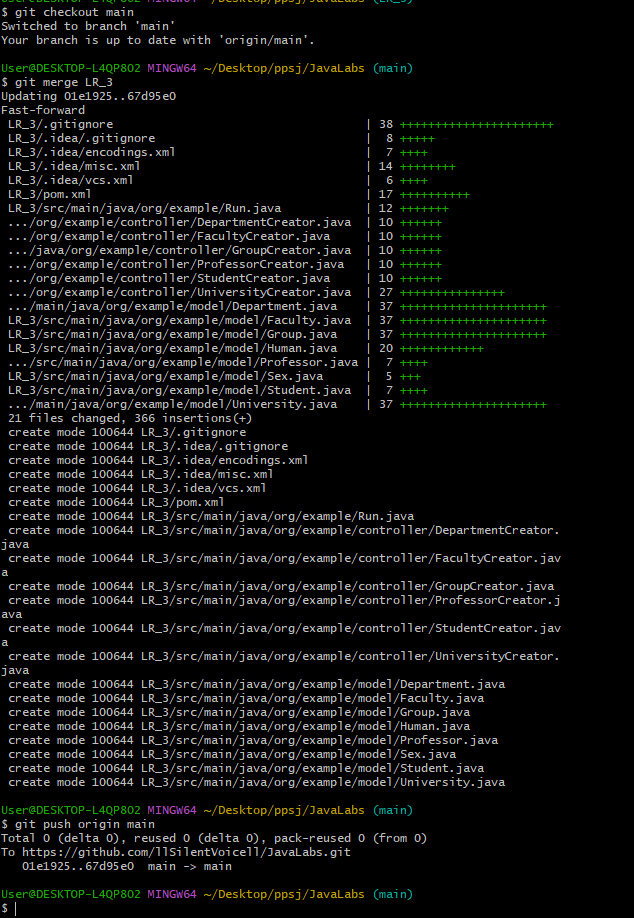 $ git checkout main
Switched to branch 'main'
Your branch is up to date with 'origin/main'.
User@DESKTOP-L4QP8O2 MINGW64 ~/Desktop/ppsj/JavaLabs (main)
$ git merge LR_3
Updating 01e1925..67d95e0
Fast-forward
LR_3/.gitignore | 38 ++++++++++++++++++++++
LR_3/.idea/.gitignore | 8 +++++
LR_3/.idea/encodings.xml | 7 ++++
LR_3/.idea/misc.xml | 14 ++++++++
LR_3/.idea/vcs.xml | 6 ++++
LR_3/pom.xml | 17 ++++++++++
LR_3/src/main/java/org/example/Run.java | 12 +++++++
.../org/example/controller/DepartmentCreator.java | 10 ++++++
.../org/example/controller/FacultyCreator.java | 10 ++++++
.../java/org/example/controller/GroupCreator.java | 10 ++++++
.../org/example/controller/ProfessorCreator.java | 10 ++++++
.../org/example/controller/StudentCreator.java | 10 ++++++
.../org/example/controller/UniversityCreator.java | 27 +++++++++++++++
.../main/java/org/example/model/Department.java | 37 +++++++++++++++++++++
LR_3/src/main/java/org/example/model/Faculty.java | 37 +++++++++++++++++++++
LR_3/src/main/java/org/example/model/Group.java | 37 +++++++++++++++++++++
LR_3/src/main/java/org/example/model/Human.java | 20 ++++++++++++
.../src/main/java/org/example/model/Professor.java | 7 ++++
LR_3/src/main/java/org/example/model/Sex.java | 5 +++
LR_3/src/main/java/org/example/model/Student.java | 7 ++++
.../main/java/org/example/model/University.java | 37 +++++++++++++++++++++
21 files changed, 366 insertions(+)
create mode 100644 LR_3/.gitignore
create mode 100644 LR_3/.idea/.gitignore
create mode 100644 LR_3/.idea/encodings.xml
create mode 100644 LR_3/.idea/misc.xml
create mode 100644 LR_3/.idea/vcs.xml
create mode 100644 LR_3/pom.xml
create mode 100644 LR_3/src/main/java/org/example/Run.java
create mode 100644 LR_3/src/main/java/org/example/controller/DepartmentCreator.
java
create mode 100644 LR_3/src/main/java/org/example/controller/FacultyCreator.jav
a
create mode 100644 LR_3/src/main/java/org/example/controller/GroupCreator.java
create mode 100644 LR_3/src/main/java/org/example/controller/ProfessorCreator.j
ava
create mode 100644 LR_3/src/main/java/org/example/controller/StudentCreator.jav
a
create mode 100644 LR_3/src/main/java/org/example/controller/UniversityCreator.
java
create mode 100644 LR_3/src/main/java/org/example/model/Department.java
create mode 100644 LR_3/src/main/java/org/example/model/Faculty.java
create mode 100644 LR_3/src/main/java/org/example/model/Group.java
create mode 100644 LR_3/src/main/java/org/example/model/Human.java
create mode 100644 LR_3/src/main/java/org/example/model/Professor.java
create mode 100644 LR_3/src/main/java/org/example/model/Sex.java
create mode 100644 LR_3/src/main/java/org/example/model/Student.java
create mode 100644 LR_3/src/main/java/org/example/model/University.java
User@DESKTOP-L4QP8O2 MINGW64 ~/Desktop/ppsj/JavaLabs (main)
$ git push origin main
Total 0 (delta 0), reused 0 (delta 0), pack-reused 0 (from 0)
To https://github.com/llSilentVoicell/JavaLabs.git
01e1925..67d95e0 main -> main
User@DESKTOP-L4QP8O2 MINGW64 ~/Desktop/ppsj/JavaLabs (main)
$